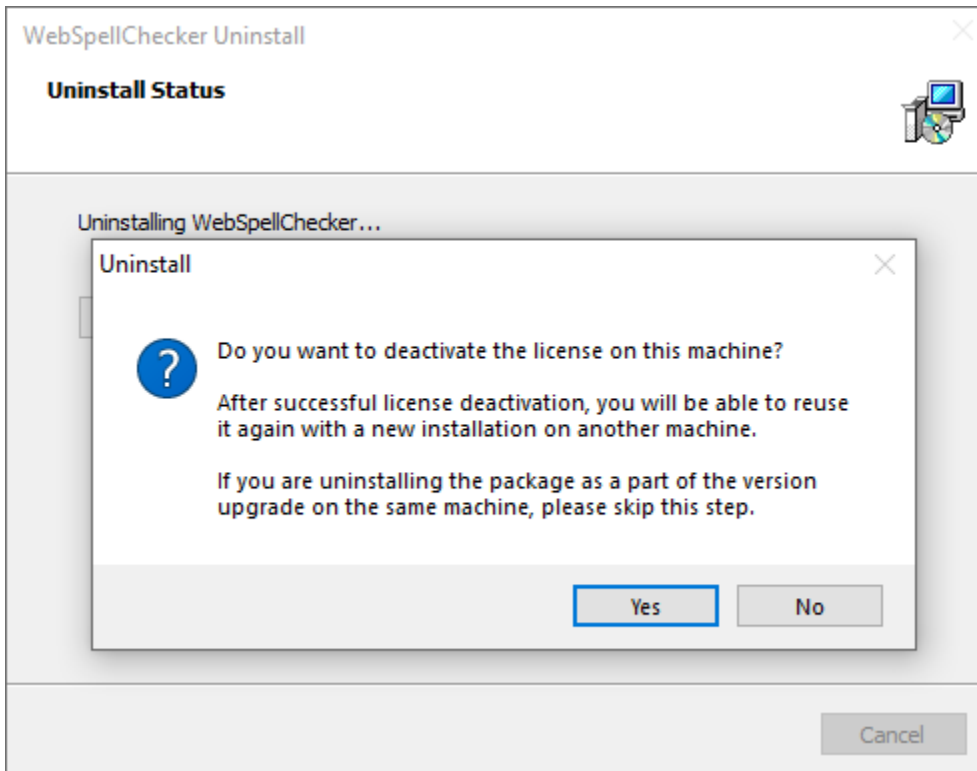 WebSpellChecker Uninstall
Uninstall Status
Uninstalling WebSpellChecker...
Uninstall
?
Do you want to deactivate the license on this machine?
After successful license deactivation, you will be able to reuse
it again with a new installation on another machine.
If you are uninstalling the package as a part of the version
upgrade on the same machine, please skip this step.
Yes
No
Cancel